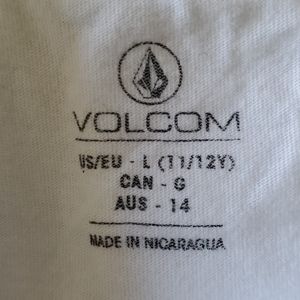 VOLCOM
US/EU - L (11/12Y)
CAN - G
AUS - 14
MADE IN NICARAGUA